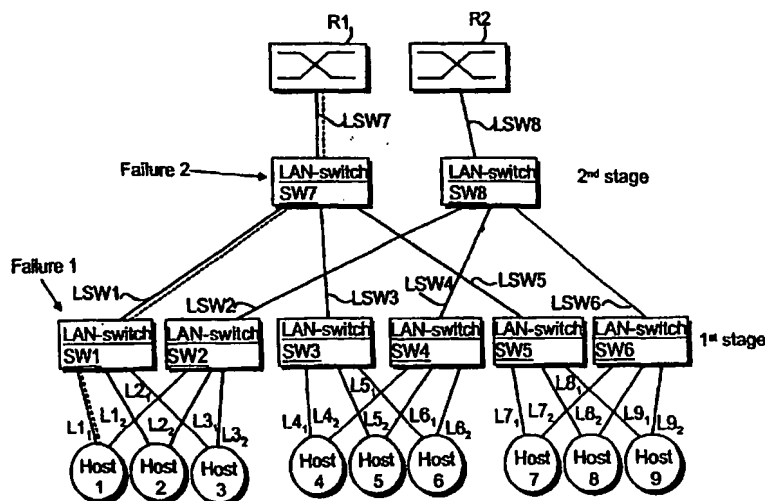 R1
R2
LSW7
LSW8
Failure 2
LAN-switch
SW7
LAN-switch
SW8
2nd stage
Failure 1
LSW1
LSW2
LSW3
LSW4
LSW5
LSW6
LAN-switch
SW1
LAN-switch
SW2
LAN-switch
SW3
LAN-switch
SW4
LAN-switch
SW5
LAN-switch
SW6
1st stage
L1₁
L1₂
L2₁
L2₂
L3₁
L3₂
L4₁
L4₂
L5₁
L5₂
L6₁
L6₂
L7₁
L7₂
L8₁
L8₂
L9₁
L9₂
Host
1
Host
2
Host
3
Host
4
Host
5
Host
6
Host
7
Host
8
Host
9